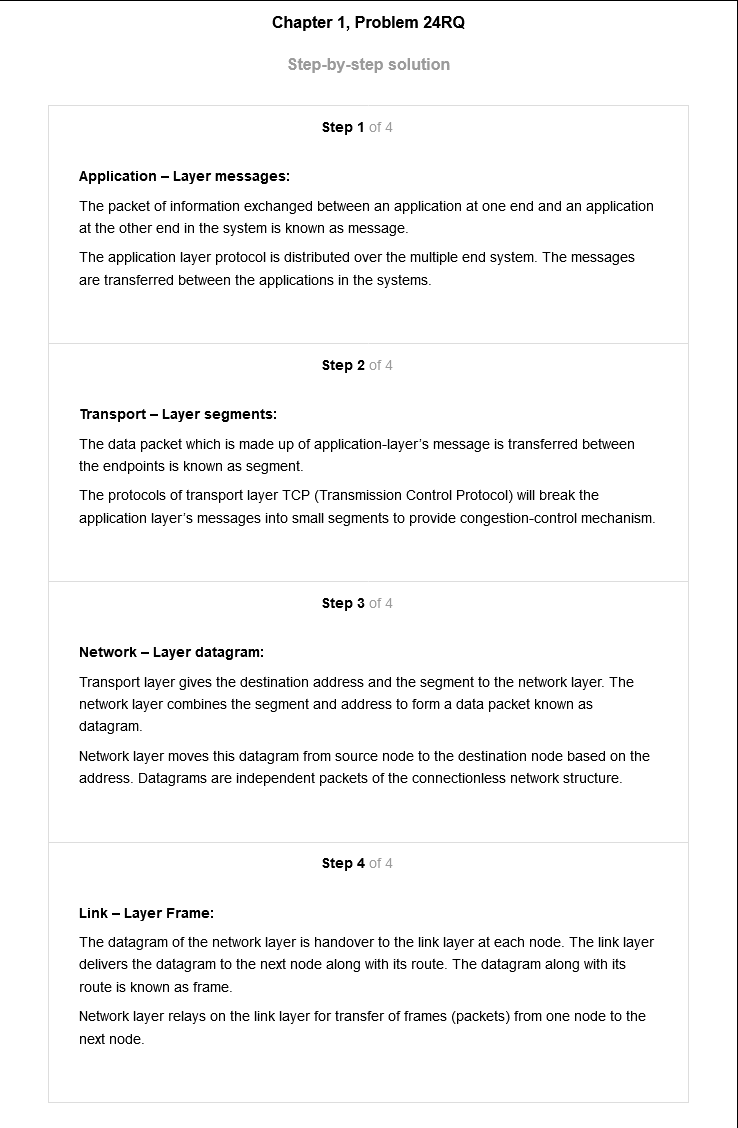 Chapter 1, Problem 24RQ
Step-by-step solution
Step 1 of 4
Application – Layer messages:
The packet of information exchanged between an application at one end and an application
at the other end in the system is known as message.
The application layer protocol is distributed over the multiple end system. The messages
are transferred between the applications in the systems.
Step 2 of 4
Transport – Layer segments:
The data packet which is made up of application-layer’s message is transferred between
the endpoints is known as segment.
The protocols of transport layer TCP (Transmission Control Protocol) will break the
application layer’s messages into small segments to provide congestion-control mechanism.
Step 3 of 4
Network – Layer datagram:
Transport layer gives the destination address and the segment to the network layer. The
network layer combines the segment and address to form a data packet known as
datagram.
Network layer moves this datagram from source node to the destination node based on the
address. Datagrams are independent packets of the connectionless network structure.
Step 4 of 4
Link – Layer Frame:
The datagram of the network layer is handover to the link layer at each node. The link layer
delivers the datagram to the next node along with its route. The datagram along with its
route is known as frame.
Network layer relays on the link layer for transfer of frames (packets) from one node to the
next node.